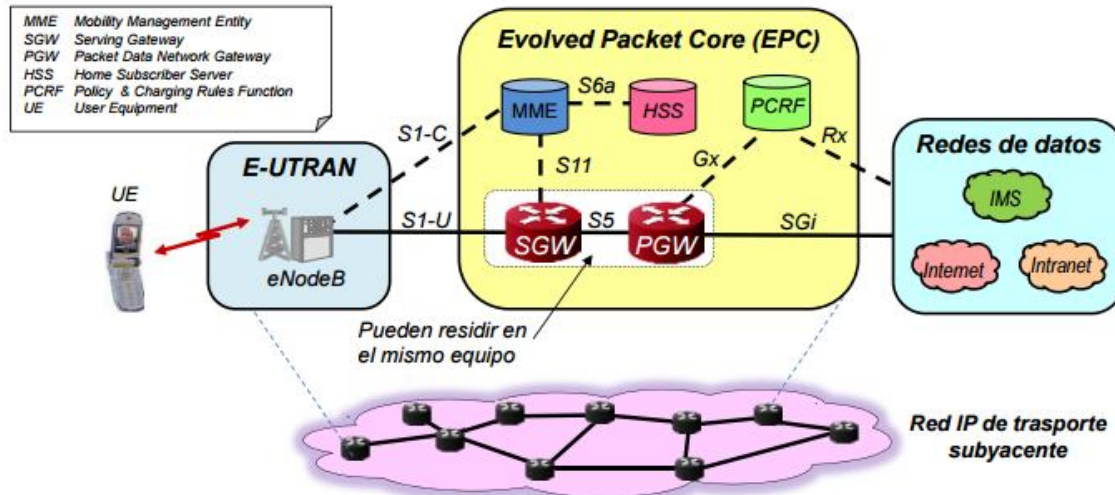 MME Mobility Management Entity
SGW Serving Gateway
PGW Packet Data Network Gateway
HSS Home Subscriber Server
PCRF Policy & Charging Rules Function
UE User Equipment
Evolved Packet Core (EPC)
MME
S6a
HSS
PCRF
S1-C
S11
Gx
Rx
E-UTRAN
UE
eNodeB
S1-U
SGW
S5
PGW
SGi
Redes de datos
IMS
Internet
Intranet
Pueden residir en
el mismo equipo
Red IP de trasporte
subyacente